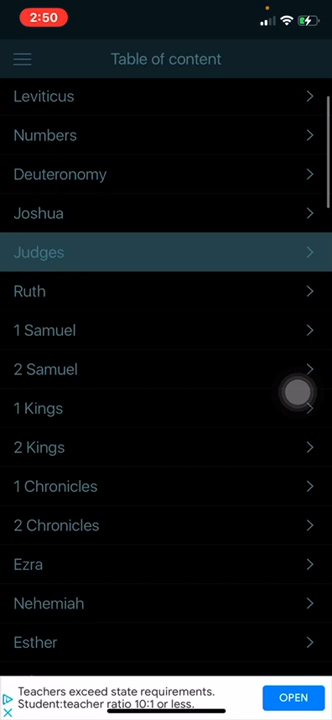 2:50
Table of content
Leviticus
Numbers
Deuteronomy
Joshua
Judges
Ruth
1 Samuel
2 Samuel
1 Kings
2 Kings
1 Chronicles
2 Chronicles
Ezra
Nehemiah
Esther
Teachers exceed state requirements.
Student:teacher ratio 10:1 or less.
OPEN